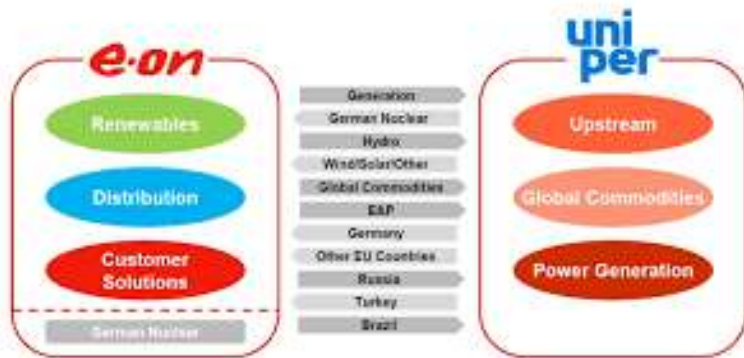 e·on
Renewables
Distribution
Customer
Solutions
German Nuclear
Generation
German Nuclear
Hydro
Wind/Solar/Other
Global Commodities
E&P
Germany
Other EU Countries
Russia
Turkey
Brazil
uni
per
Upstream
Global Commodities
Power Generation